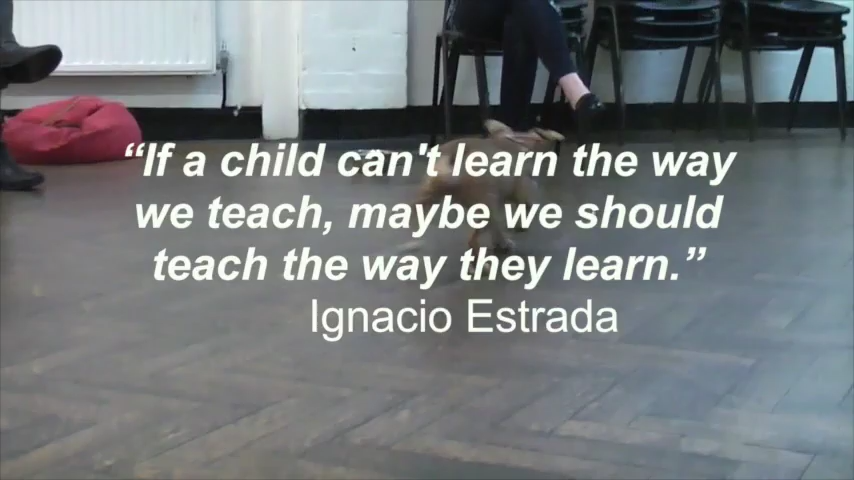 “If a child can't learn the way
we teach, maybe we should
teach the way they learn.”
Ignacio Estrada